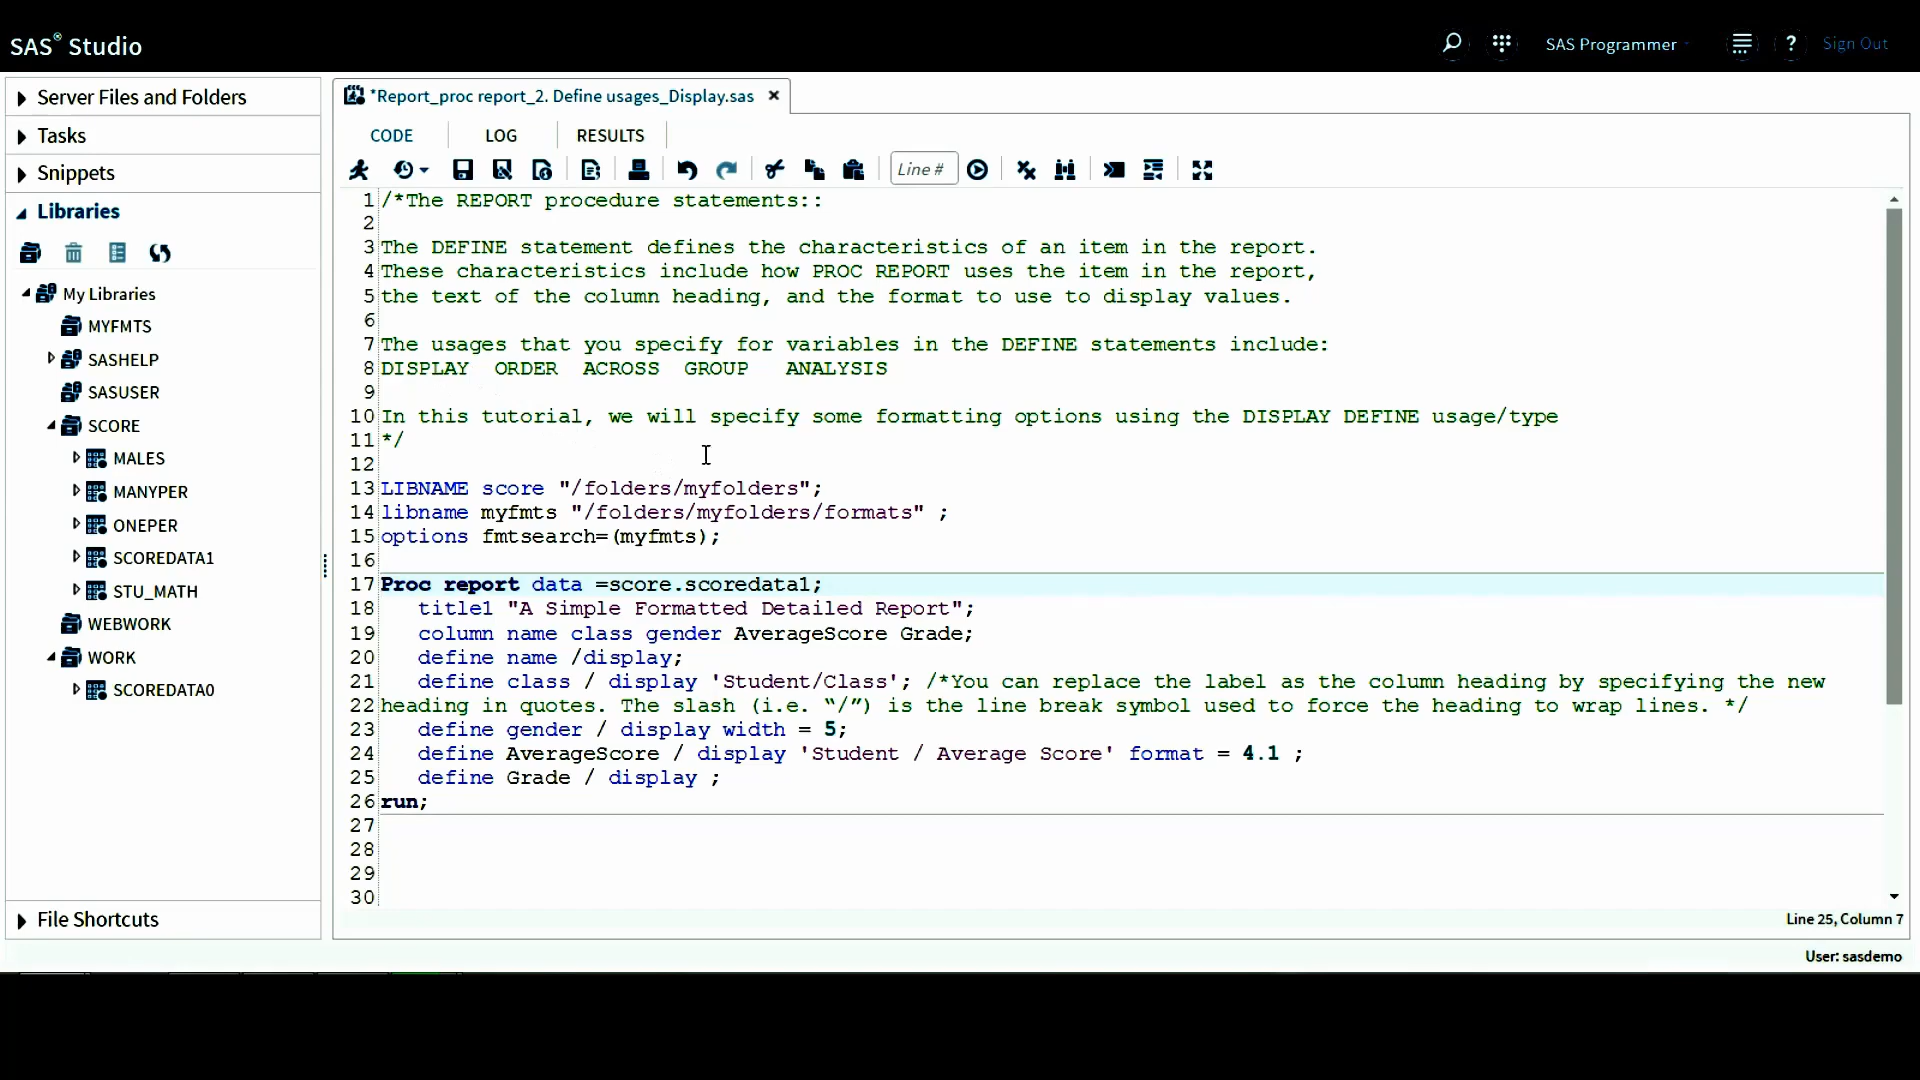 SAS® Studio
SAS Programmer
? Sign Out
Server Files and Folders
Tasks
Snippets
Libraries
My Libraries
MYFMTS
SASHELP
SASUSER
SCORE
MALES
MANYPER
ONEPER
SCOREDATA1
STU_MATH
WEBWORK
WORK
SCOREDATA0
File Shortcuts
*Report_proc report_2. Define usages_Display.sas
CODE LOG RESULTS
Line #
1 /*The REPORT procedure statements::
2
3 The DEFINE statement defines the characteristics of an item in the report.
4 These characteristics include how PROC REPORT uses the item in the report,
5 the text of the column heading, and the format to use to display values.
6
7 The usages that you specify for variables in the DEFINE statements include:
8 DISPLAY  ORDER  ACROSS  GROUP   ANALYSIS
9
10 In this tutorial, we will specify some formatting options using the DISPLAY DEFINE usage/type
11 */
12
13 LIBNAME score "/folders/myfolders";
14 libname myfmts "/folders/myfolders/formats" ;
15 options fmtsearch=(myfmts);
16
17 Proc report data =score.scoredata1;
18    title1 "A Simple Formatted Detailed Report";
19    column name class gender AverageScore Grade;
20    define name /display;
21    define class / display 'Student/Class'; /*You can replace the label as the column heading by specifying the new
22 heading in quotes. The slash (i.e. “/”) is the line break symbol used to force the heading to wrap lines. */
23    define gender / display width = 5;
24    define AverageScore / display 'Student / Average Score' format = 4.1 ;
25    define Grade / display ;
26 run;
27
28
29
30
Line 25, Column 7
User: sasdemo